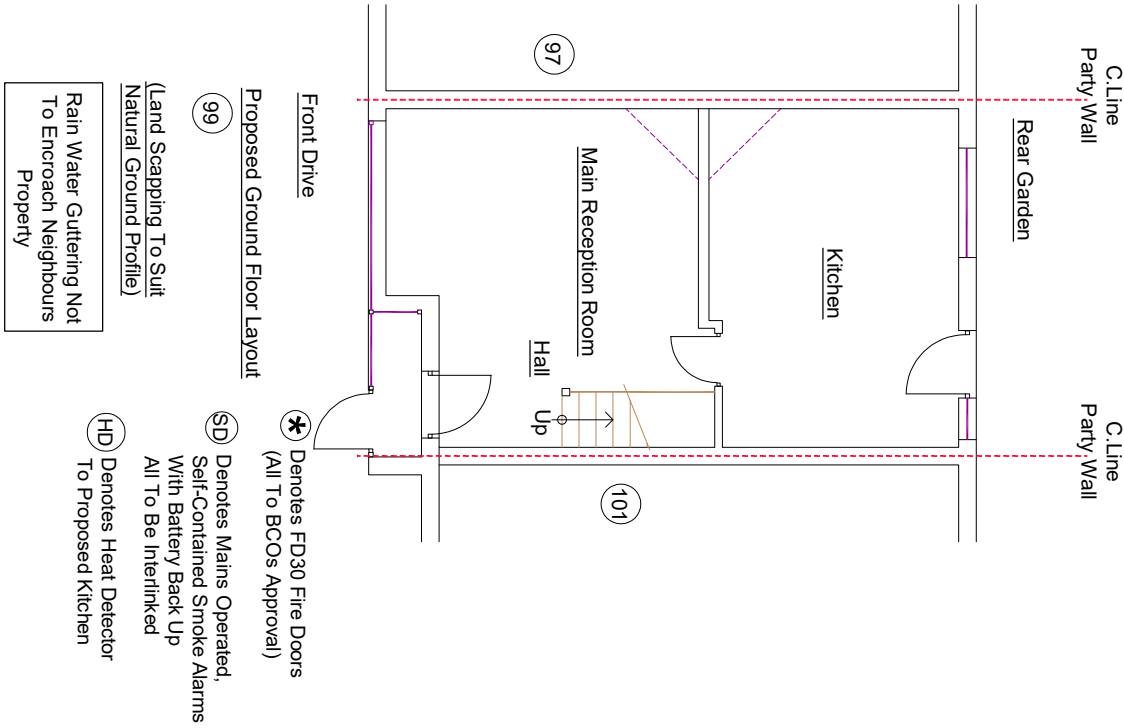 C.Line
Party Wall
C.Line
Party Wall
Rear Garden
Kitchen
97
Main Reception Room
Hall
Up
101
Front Drive
Proposed Ground Floor Layout
99
(Land Scapping To Suit
Natural Ground Profile)
Rain Water Guttering Not
To Encroach Neighbours
Property
* Denotes FD30 Fire Doors
(All To BCOs Approval)
SD Denotes Mains Operated,
Self-Contained Smoke Alarms
With Battery Back Up
All To Be Interlinked
HD Denotes Heat Detector
To Proposed Kitchen